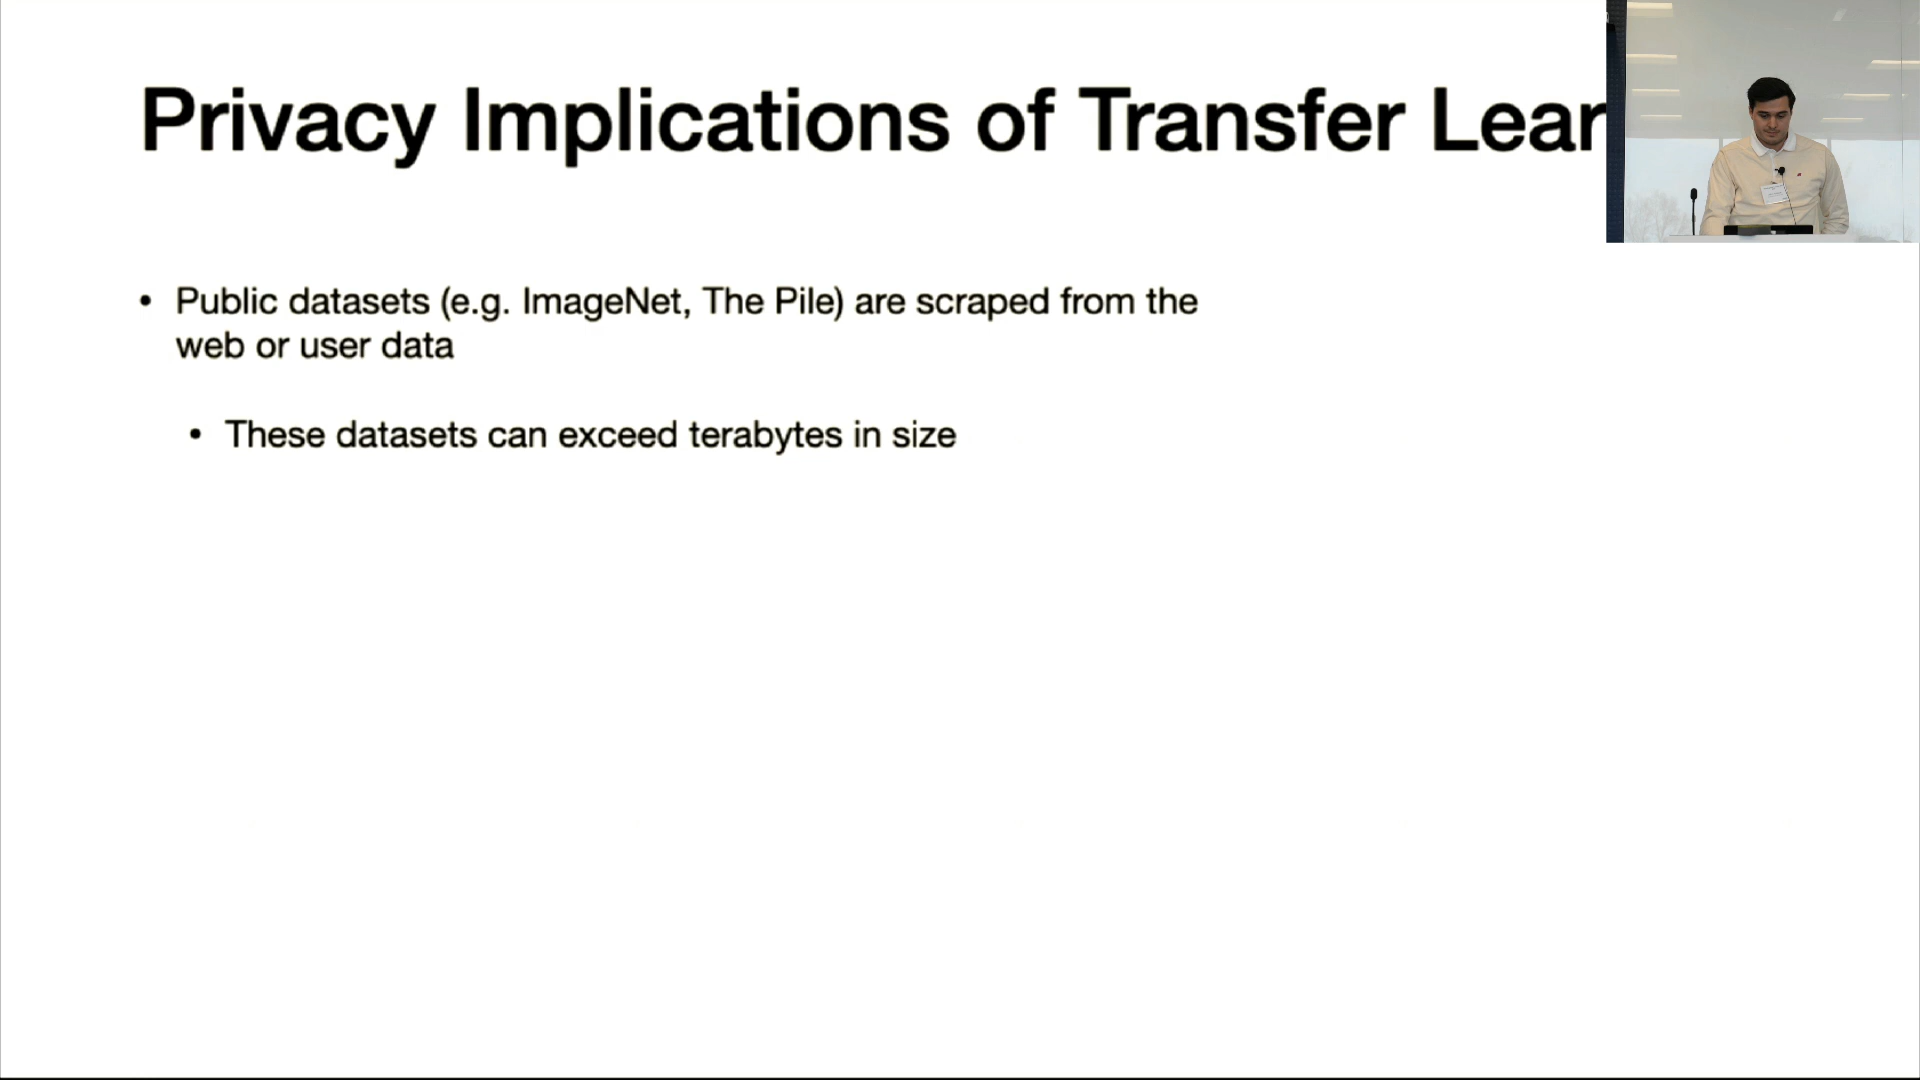 Privacy Implications of Transfer Lear
• Public datasets (e.g. ImageNet, The Pile) are scraped from the
web or user data
• These datasets can exceed terabytes in size